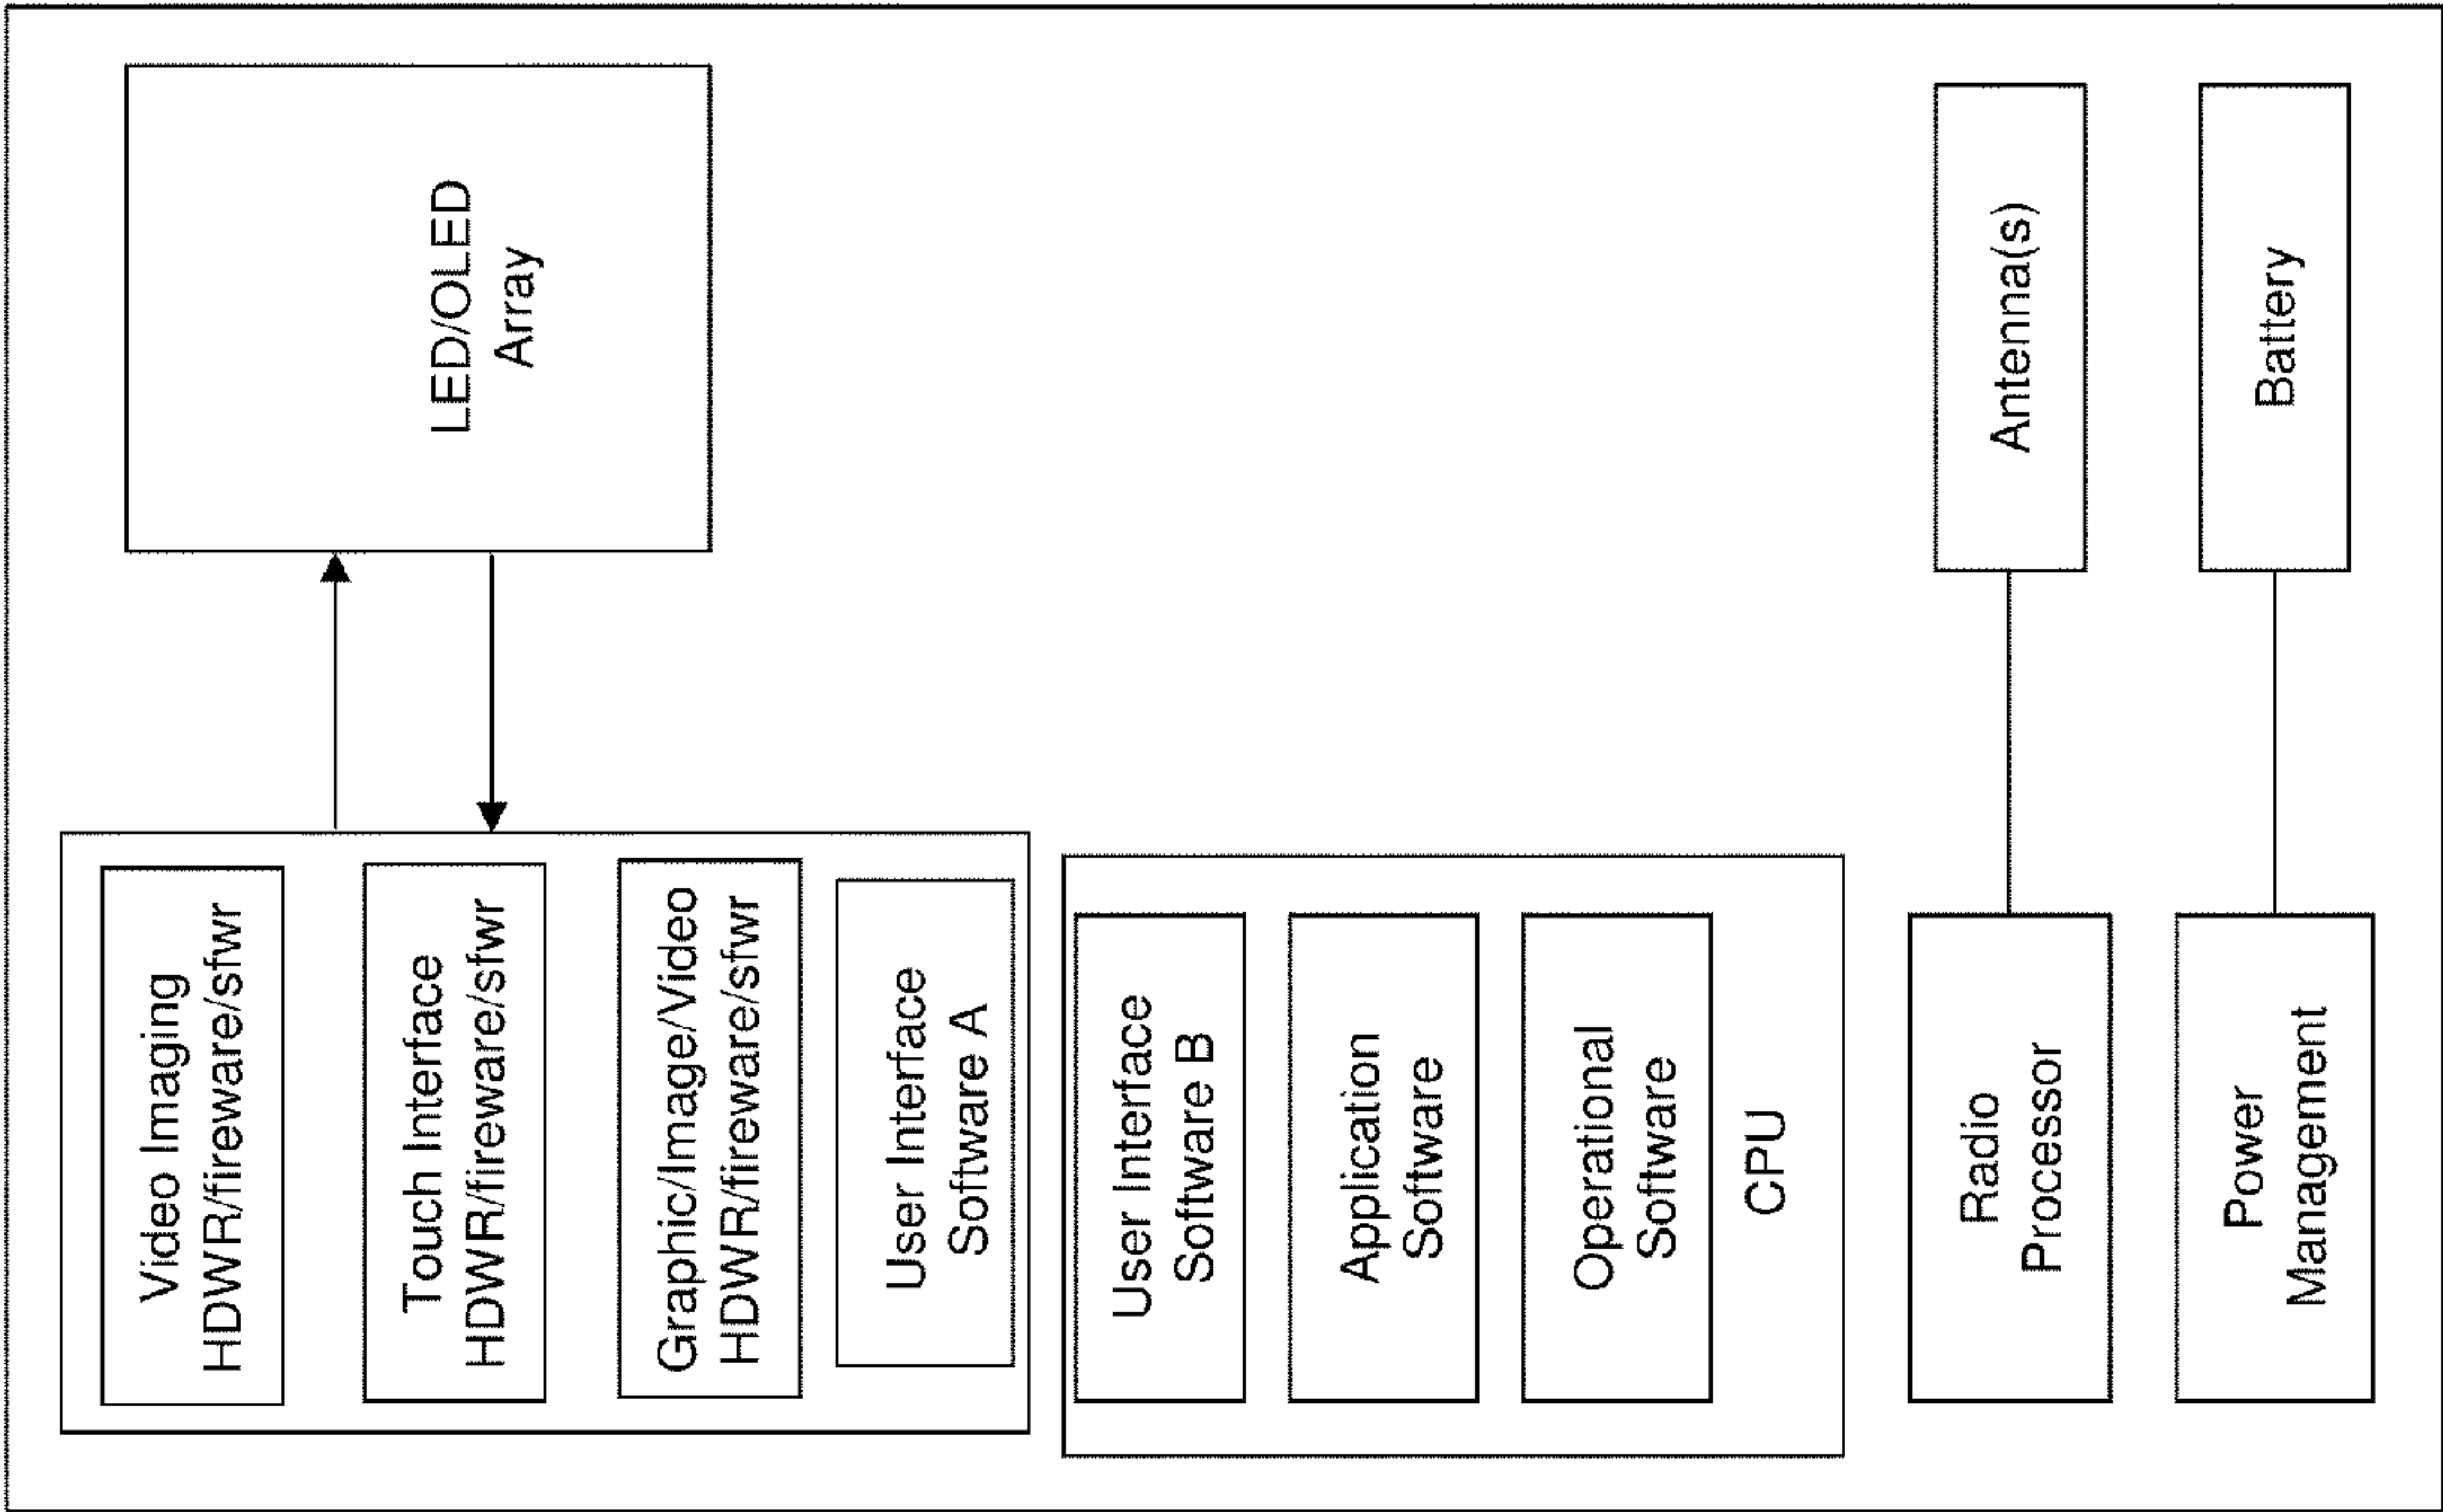 Video Imaging
HDWR/fireware/sfwr
Touch Interface
HDWR/fireware/sfwr
Graphic/Image/Video
HDWR/fireware/sfwr
User Interface
Software A
LED/OLED
Array
User Interface
Software B
Application
Software
Operational
Software
CPU
Radio
Processor
Antenna(s)
Power
Management
Battery